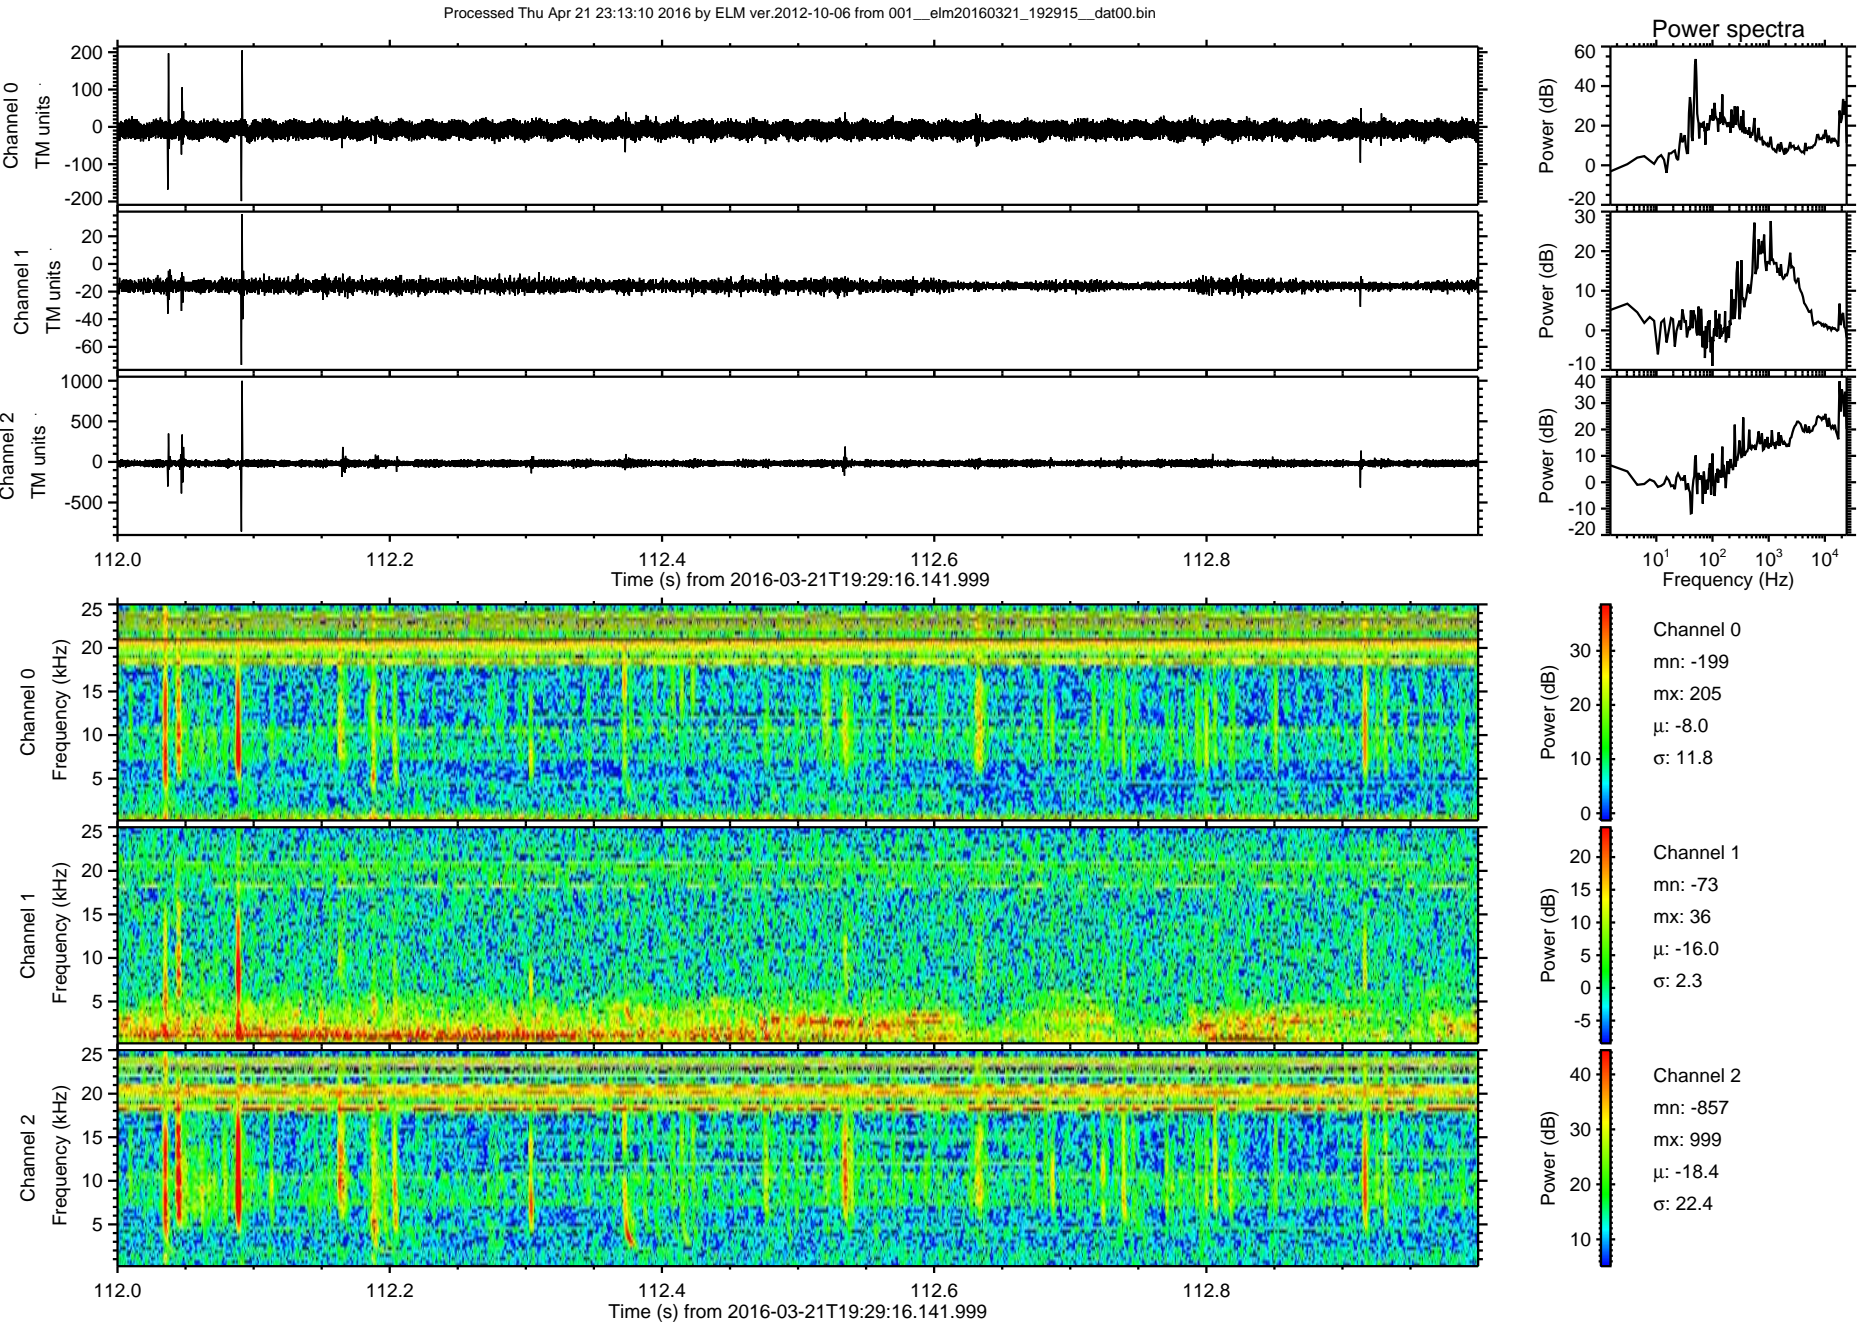 Processed Thu Apr 21 23:13:10 2016 by ELM ver.2012-10-06 from 001__elm20160321_192915__dat00.bin
Power spectra
Channel 0
TM units
200
100
0
-100
-200
Power (dB)
60
40
20
0
-20
Channel 1
TM units
20
0
-20
-40
-60
Power (dB)
30
20
10
0
-10
Channel 2
TM units
1000
500
0
-500
Power (dB)
40
30
20
10
0
-10
-20
112.0 112.2 112.4 112.6 112.8
Time (s) from 2016-03-21T19:29:16.141.999
10¹ 10² 10³ 10⁴
Frequency (Hz)
Channel 0
Frequency (kHz)
25
20
15
10
5
Power (dB)
30
20
10
0
Channel 0
mn: -199
mx: 205
μ: -8.0
σ: 11.8
Channel 1
Frequency (kHz)
25
20
15
10
5
Power (dB)
20
15
10
5
0
-5
Channel 1
mn: -73
mx: 36
μ: -16.0
σ: 2.3
Channel 2
Frequency (kHz)
25
20
15
10
5
Power (dB)
40
30
20
10
Channel 2
mn: -857
mx: 999
μ: -18.4
σ: 22.4
112.0 112.2 112.4 112.6 112.8
Time (s) from 2016-03-21T19:29:16.141.999